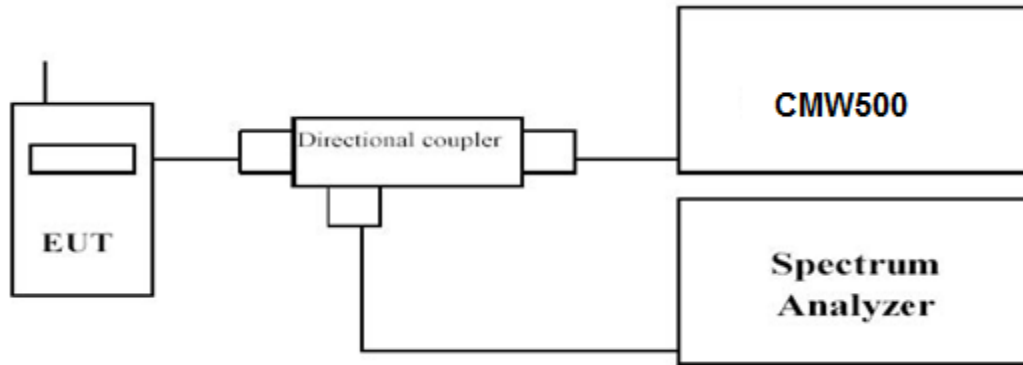 CMW500
Directional coupler
EUT
Spectrum
Analyzer